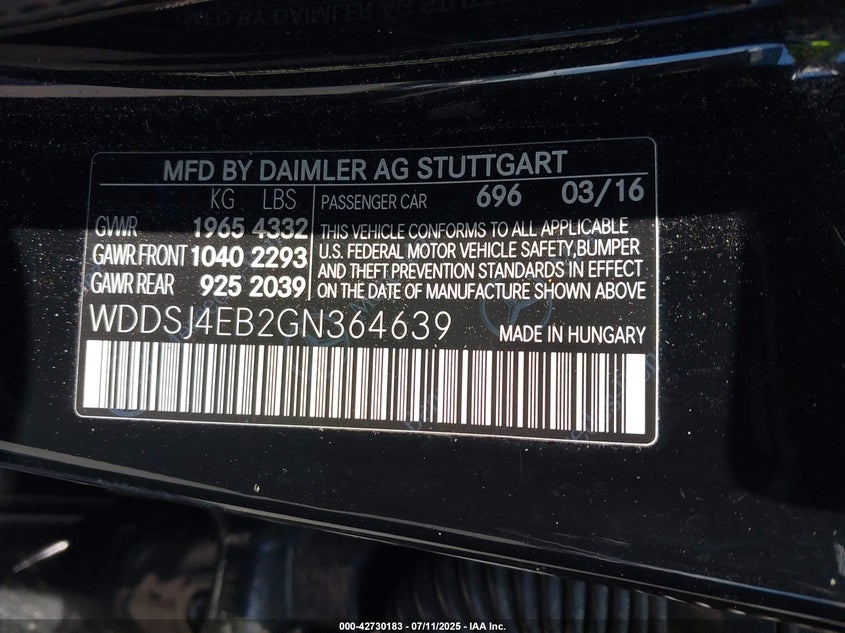 MFD BY DAIMLER AG STUTTGART
KG LBS
GVWR 1965 4332
GAWR FRONT 1040 2293
GAWR REAR 925 2039
PASSENGER CAR 696 03/16
THIS VEHICLE CONFORMS TO ALL APPLICABLE
U.S. FEDERAL MOTOR VEHICLE SAFETY, BUMPER
AND THEFT PREVENTION STANDARDS IN EFFECT
ON THE DATE OF MANUFACTURE SHOWN ABOVE
WDDSJ4EB2GN364639 MADE IN HUNGARY
000-42730183 - 07/11/2025 - IAA Inc.